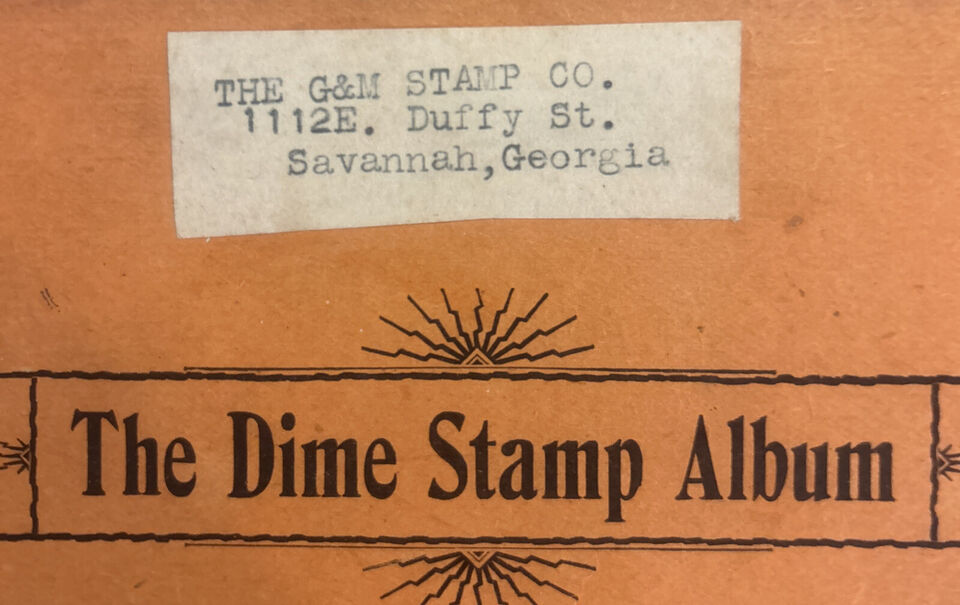 THE G&M STAMP CO.
1112E. Duffy St.
Savannah,Georgia
The Dime Stamp Album